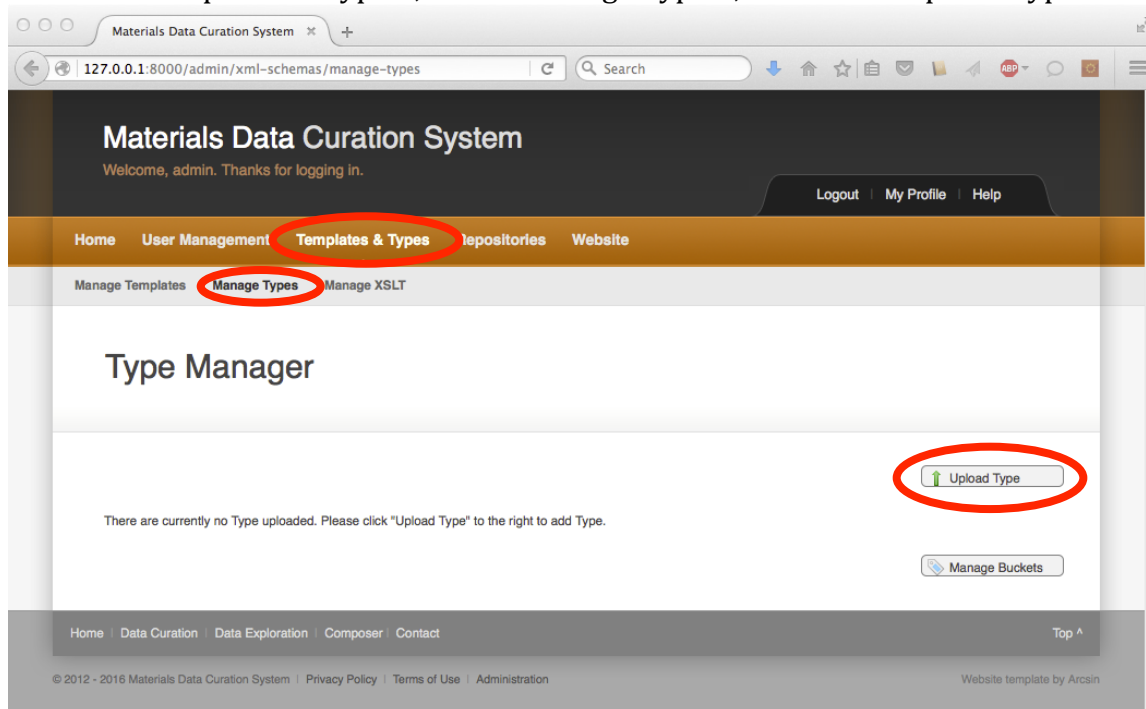 Materials Data Curation System × +
127.0.0.1:8000/admin/xml-schemas/manage-types Search ABP
Materials Data Curation System
Welcome, admin. Thanks for logging in.
Logout | My Profile | Help
Home User Management Templates & Types Repositories Website
Manage Templates Manage Types Manage XSLT
Type Manager
Upload Type
There are currently no Type uploaded. Please click "Upload Type" to the right to add Type.
Manage Buckets
Home | Data Curation | Data Exploration | Composer | Contact Top ^
© 2012 - 2016 Materials Data Curation System | Privacy Policy | Terms of Use | Administration Website template by Arcsin